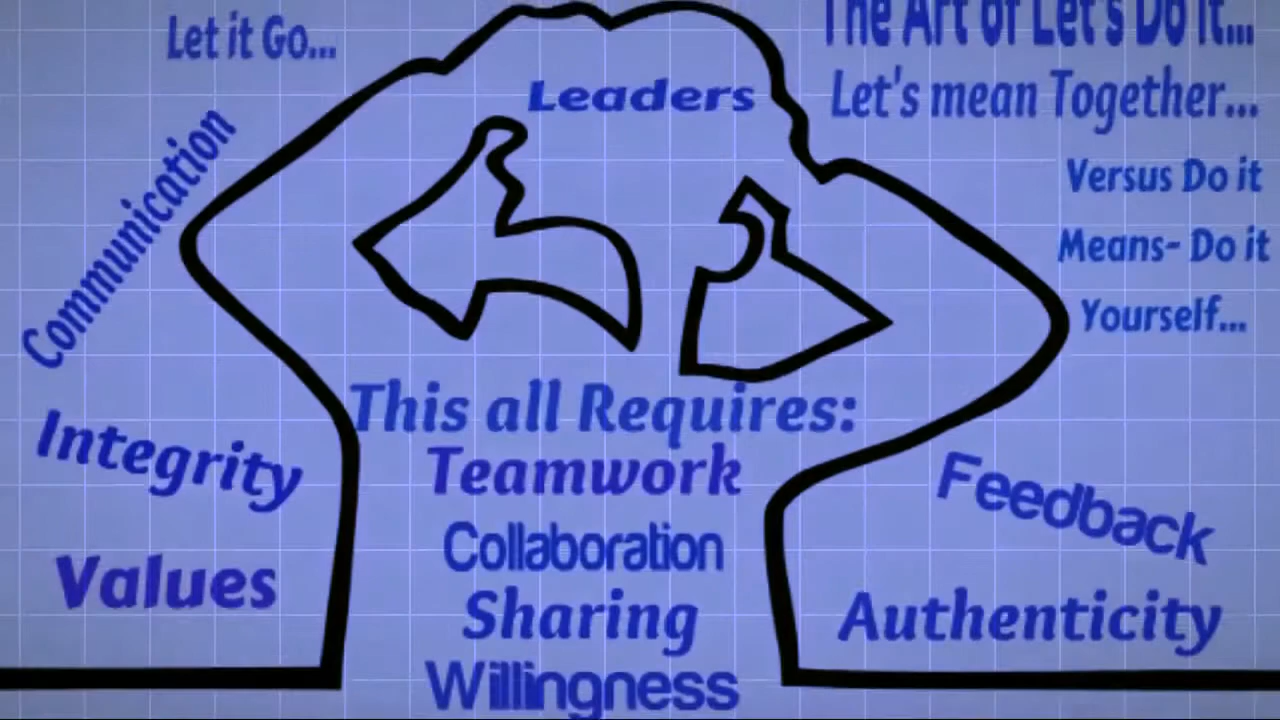 Let it Go...
The Art of Let's Do it...
Leaders
Let's mean Together...
Communication
Versus Do it
Means- Do it
Yourself...
This all Requires:
Integrity
Teamwork
Feedback
Collaboration
Values
Sharing
Authenticity
Willingness